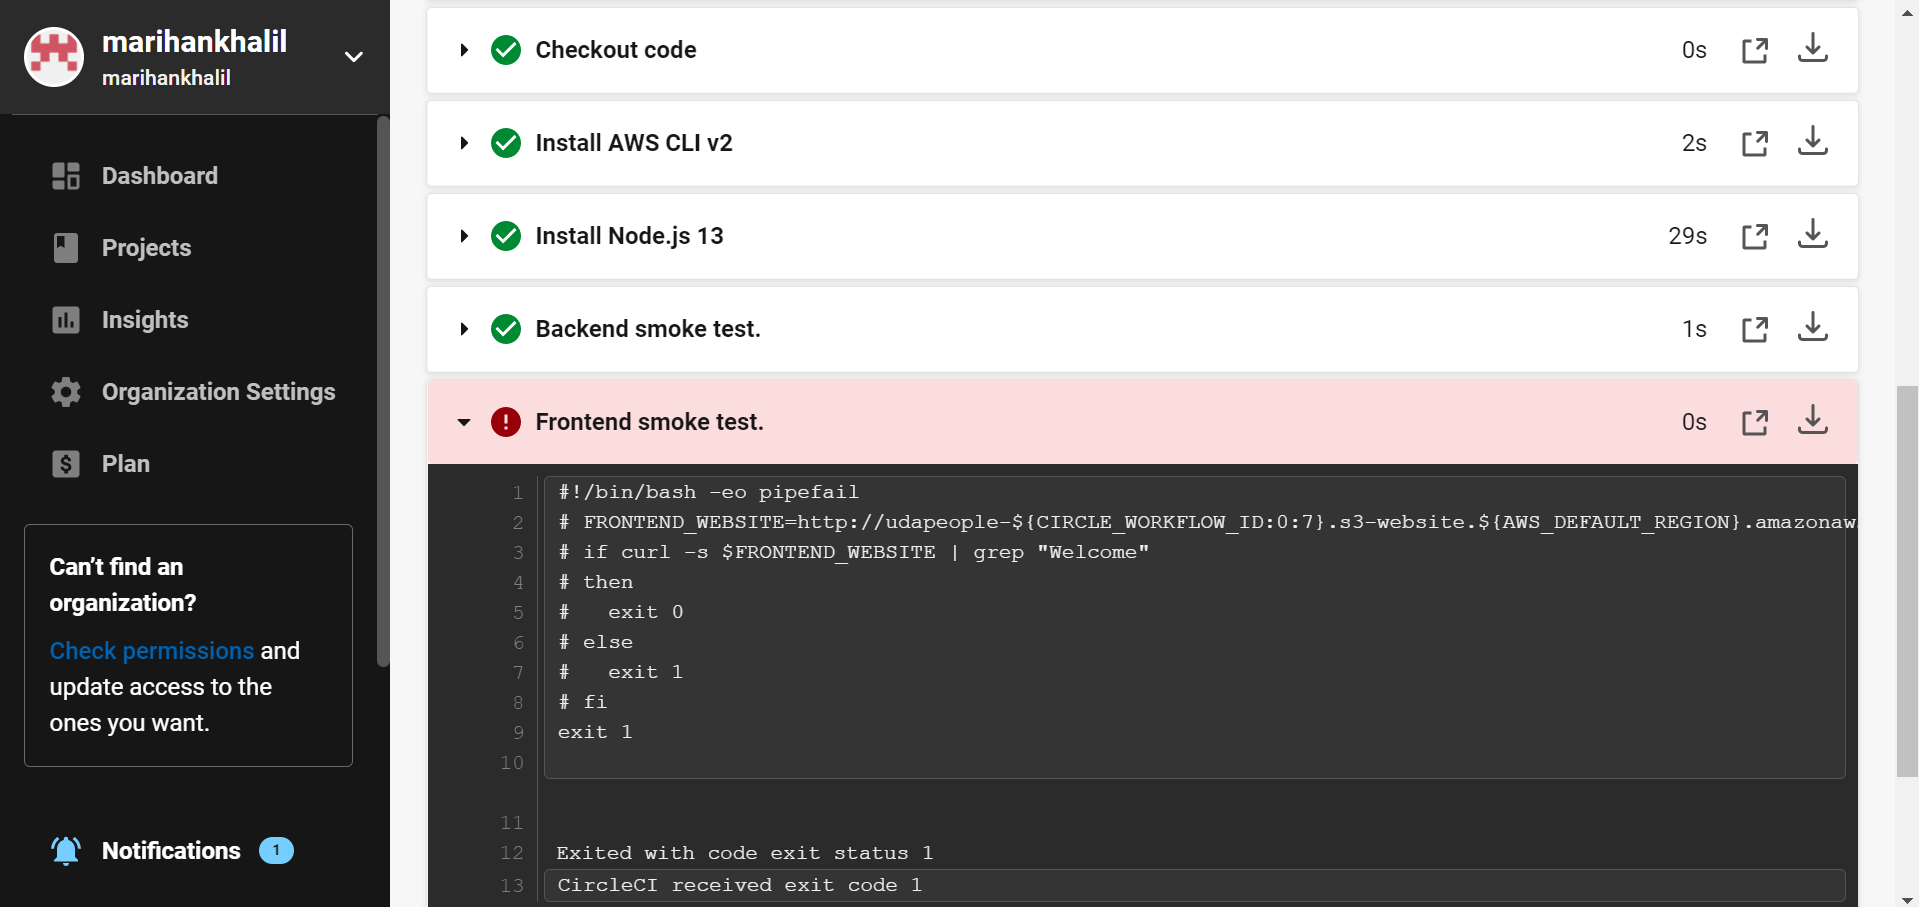 marihankhalil
marihankhalil
Dashboard
Projects
Insights
Organization Settings
Plan
Can't find an
organization?
Check permissions and
update access to the
ones you want.
Notifications 1
Checkout code 0s
Install AWS CLI v2 2s
Install Node.js 13 29s
Backend smoke test. 1s
Frontend smoke test. 0s
1 #!/bin/bash -eo pipefail
2 # FRONTEND_WEBSITE=http://udapeople-${CIRCLE_WORKFLOW_ID:0:7}.s3-website.${AWS_DEFAULT_REGION}.amazonaw
3 # if curl -s $FRONTEND_WEBSITE | grep "Welcome"
4 # then
5 #   exit 0
6 # else
7 #   exit 1
8 # fi
9 exit 1
10
11
12 Exited with code exit status 1
13 CircleCI received exit code 1